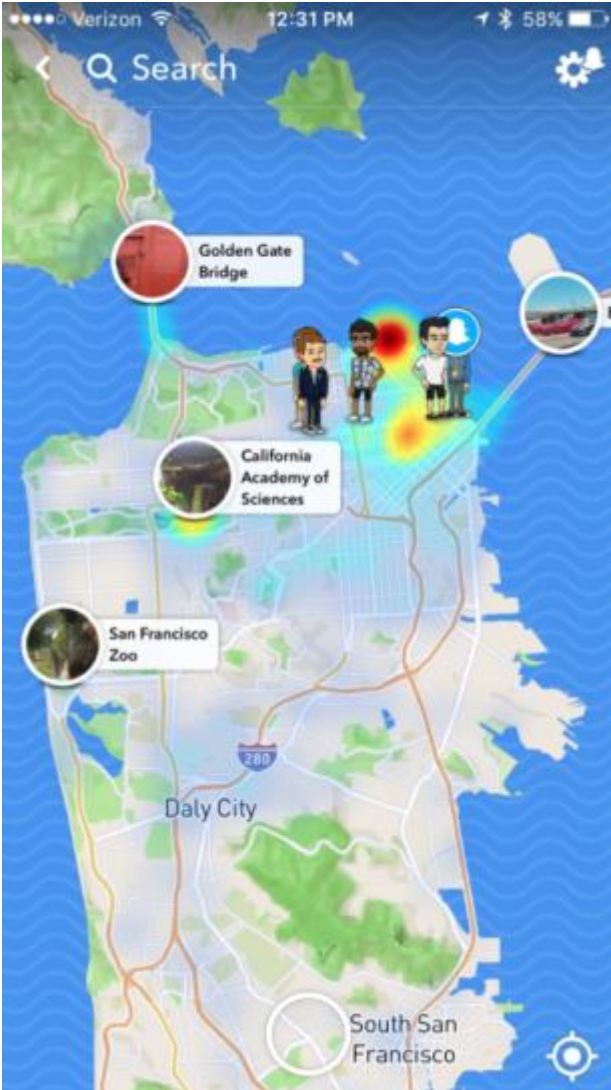 Verizon 12:31 PM 58%
Search
Golden Gate
Bridge
California
Academy of
Sciences
San Francisco
Zoo
280
Daly City
South San
Francisco